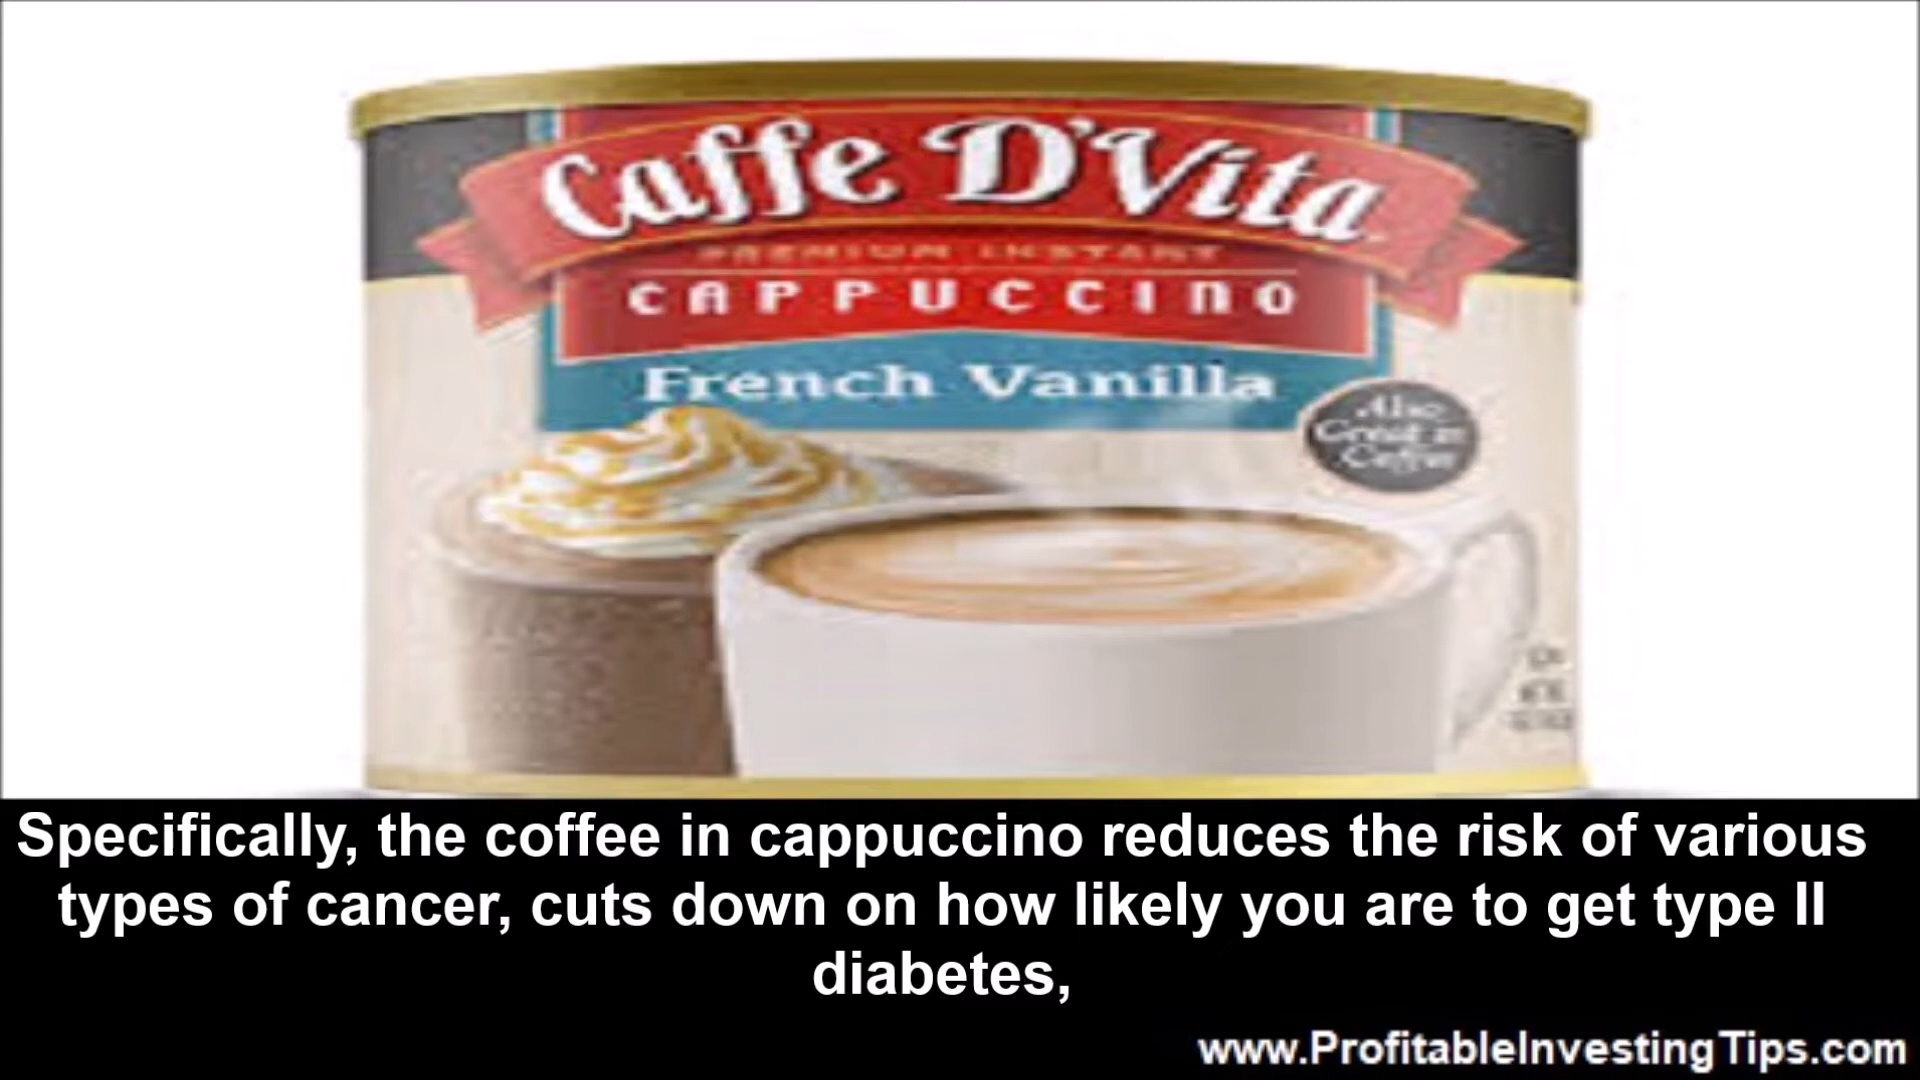 Caffe D'Vita
PREMIUM INSTANT
CAPPUCCINO
French Vanilla
Also
Great in
Coffee
Specifically, the coffee in cappuccino reduces the risk of various
types of cancer, cuts down on how likely you are to get type II
diabetes,
www.ProfitableInvestingTips.com